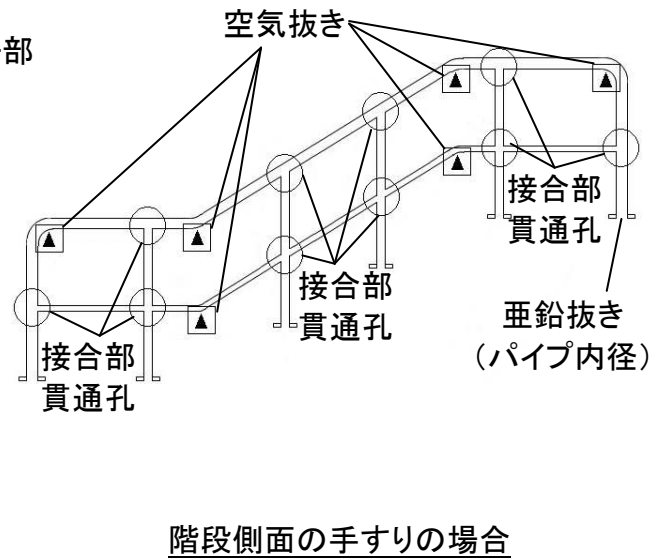 空気抜き
部
接合部
貫通孔
接合部
貫通孔
亜鉛抜き
（パイプ内径）
接合部
貫通孔
階段側面の手すりの場合